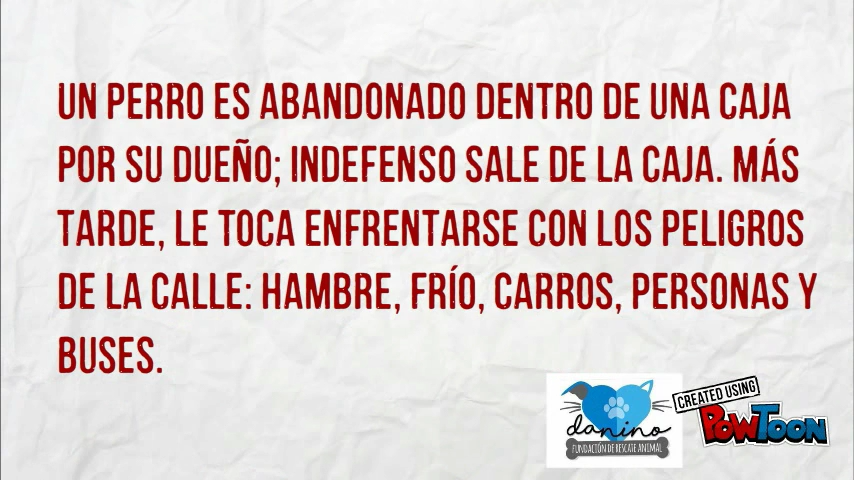 UN PERRO ES ABANDONADO DENTRO DE UNA CAJA
POR SU DUEÑO; INDEFENSO SALE DE LA CAJA. MÁS
TARDE, LE TOCA ENFRENTARSE CON LOS PELIGROS
DE LA CALLE: HAMBRE, FRÍO, CARROS, PERSONAS Y
BUSES.
danino
FUNDACIÓN DE RESCATE ANIMAL
CREATED USING
POWTOON